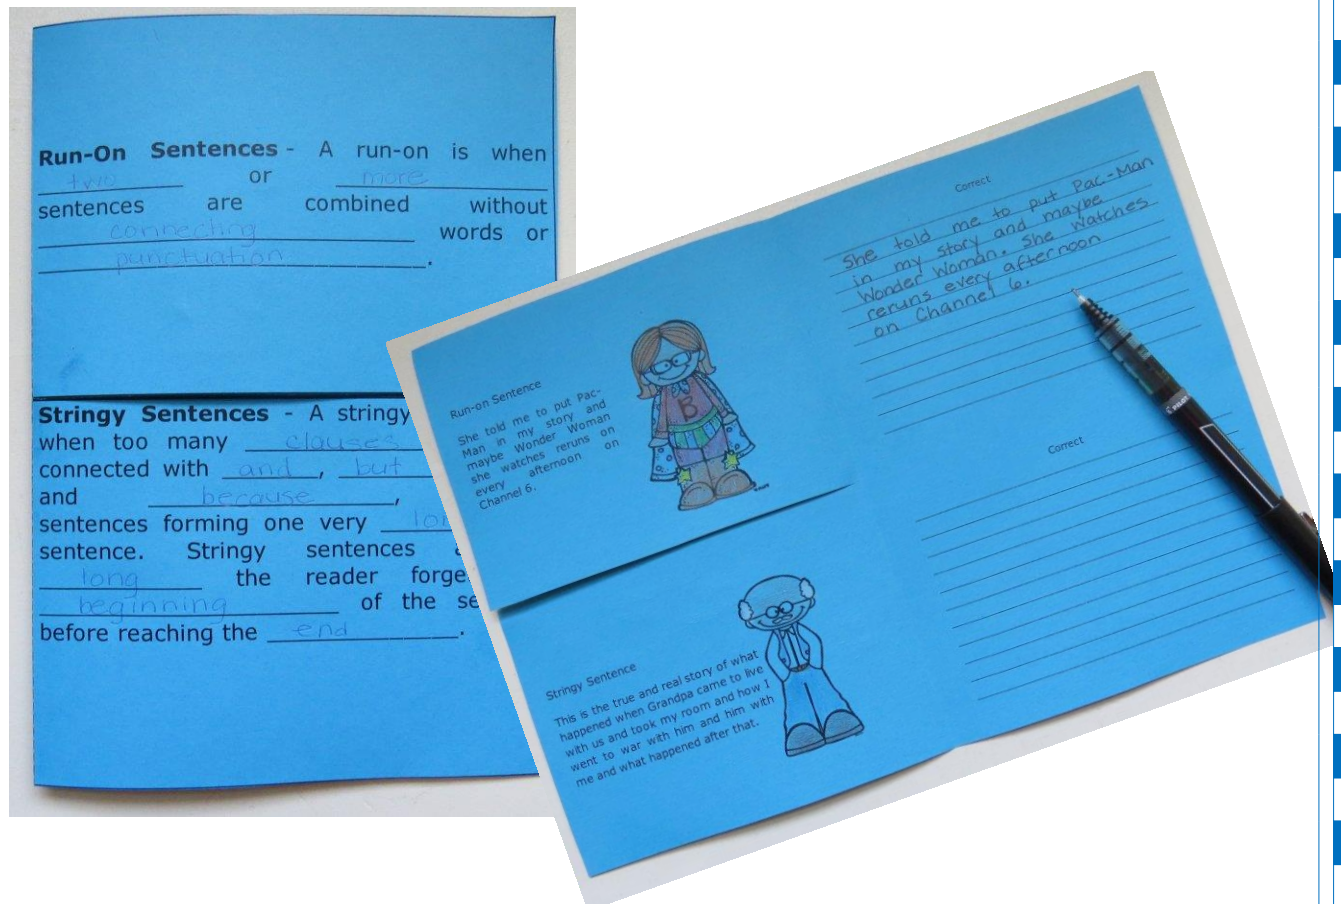 Run-On Sentences - A run-on is when
two or more
sentences are combined without
connecting words or
punctuation.
Stringy Sentences - A stringy
when too many clauses
connected with and, but
and because,
sentences forming one very
sentence. Stringy sentences
long the reader
beginning of the
before reaching the end.
Run-on Sentence
She told me to put Pac-
Man in my story and
maybe Wonder Woman
she watches reruns on
every afternoon on
Channel 6.
B
Stringy Sentence
This is the true and real story of what
happened when Grandpa came to live
with us and took my room and how I
went to war with him and him with
me and what happened after that.
Correct
She told me to put Pac-Man
in my story and maybe
Wonder Woman. She watches
reruns every afternoon
on Channel 6.
Correct
PILOT